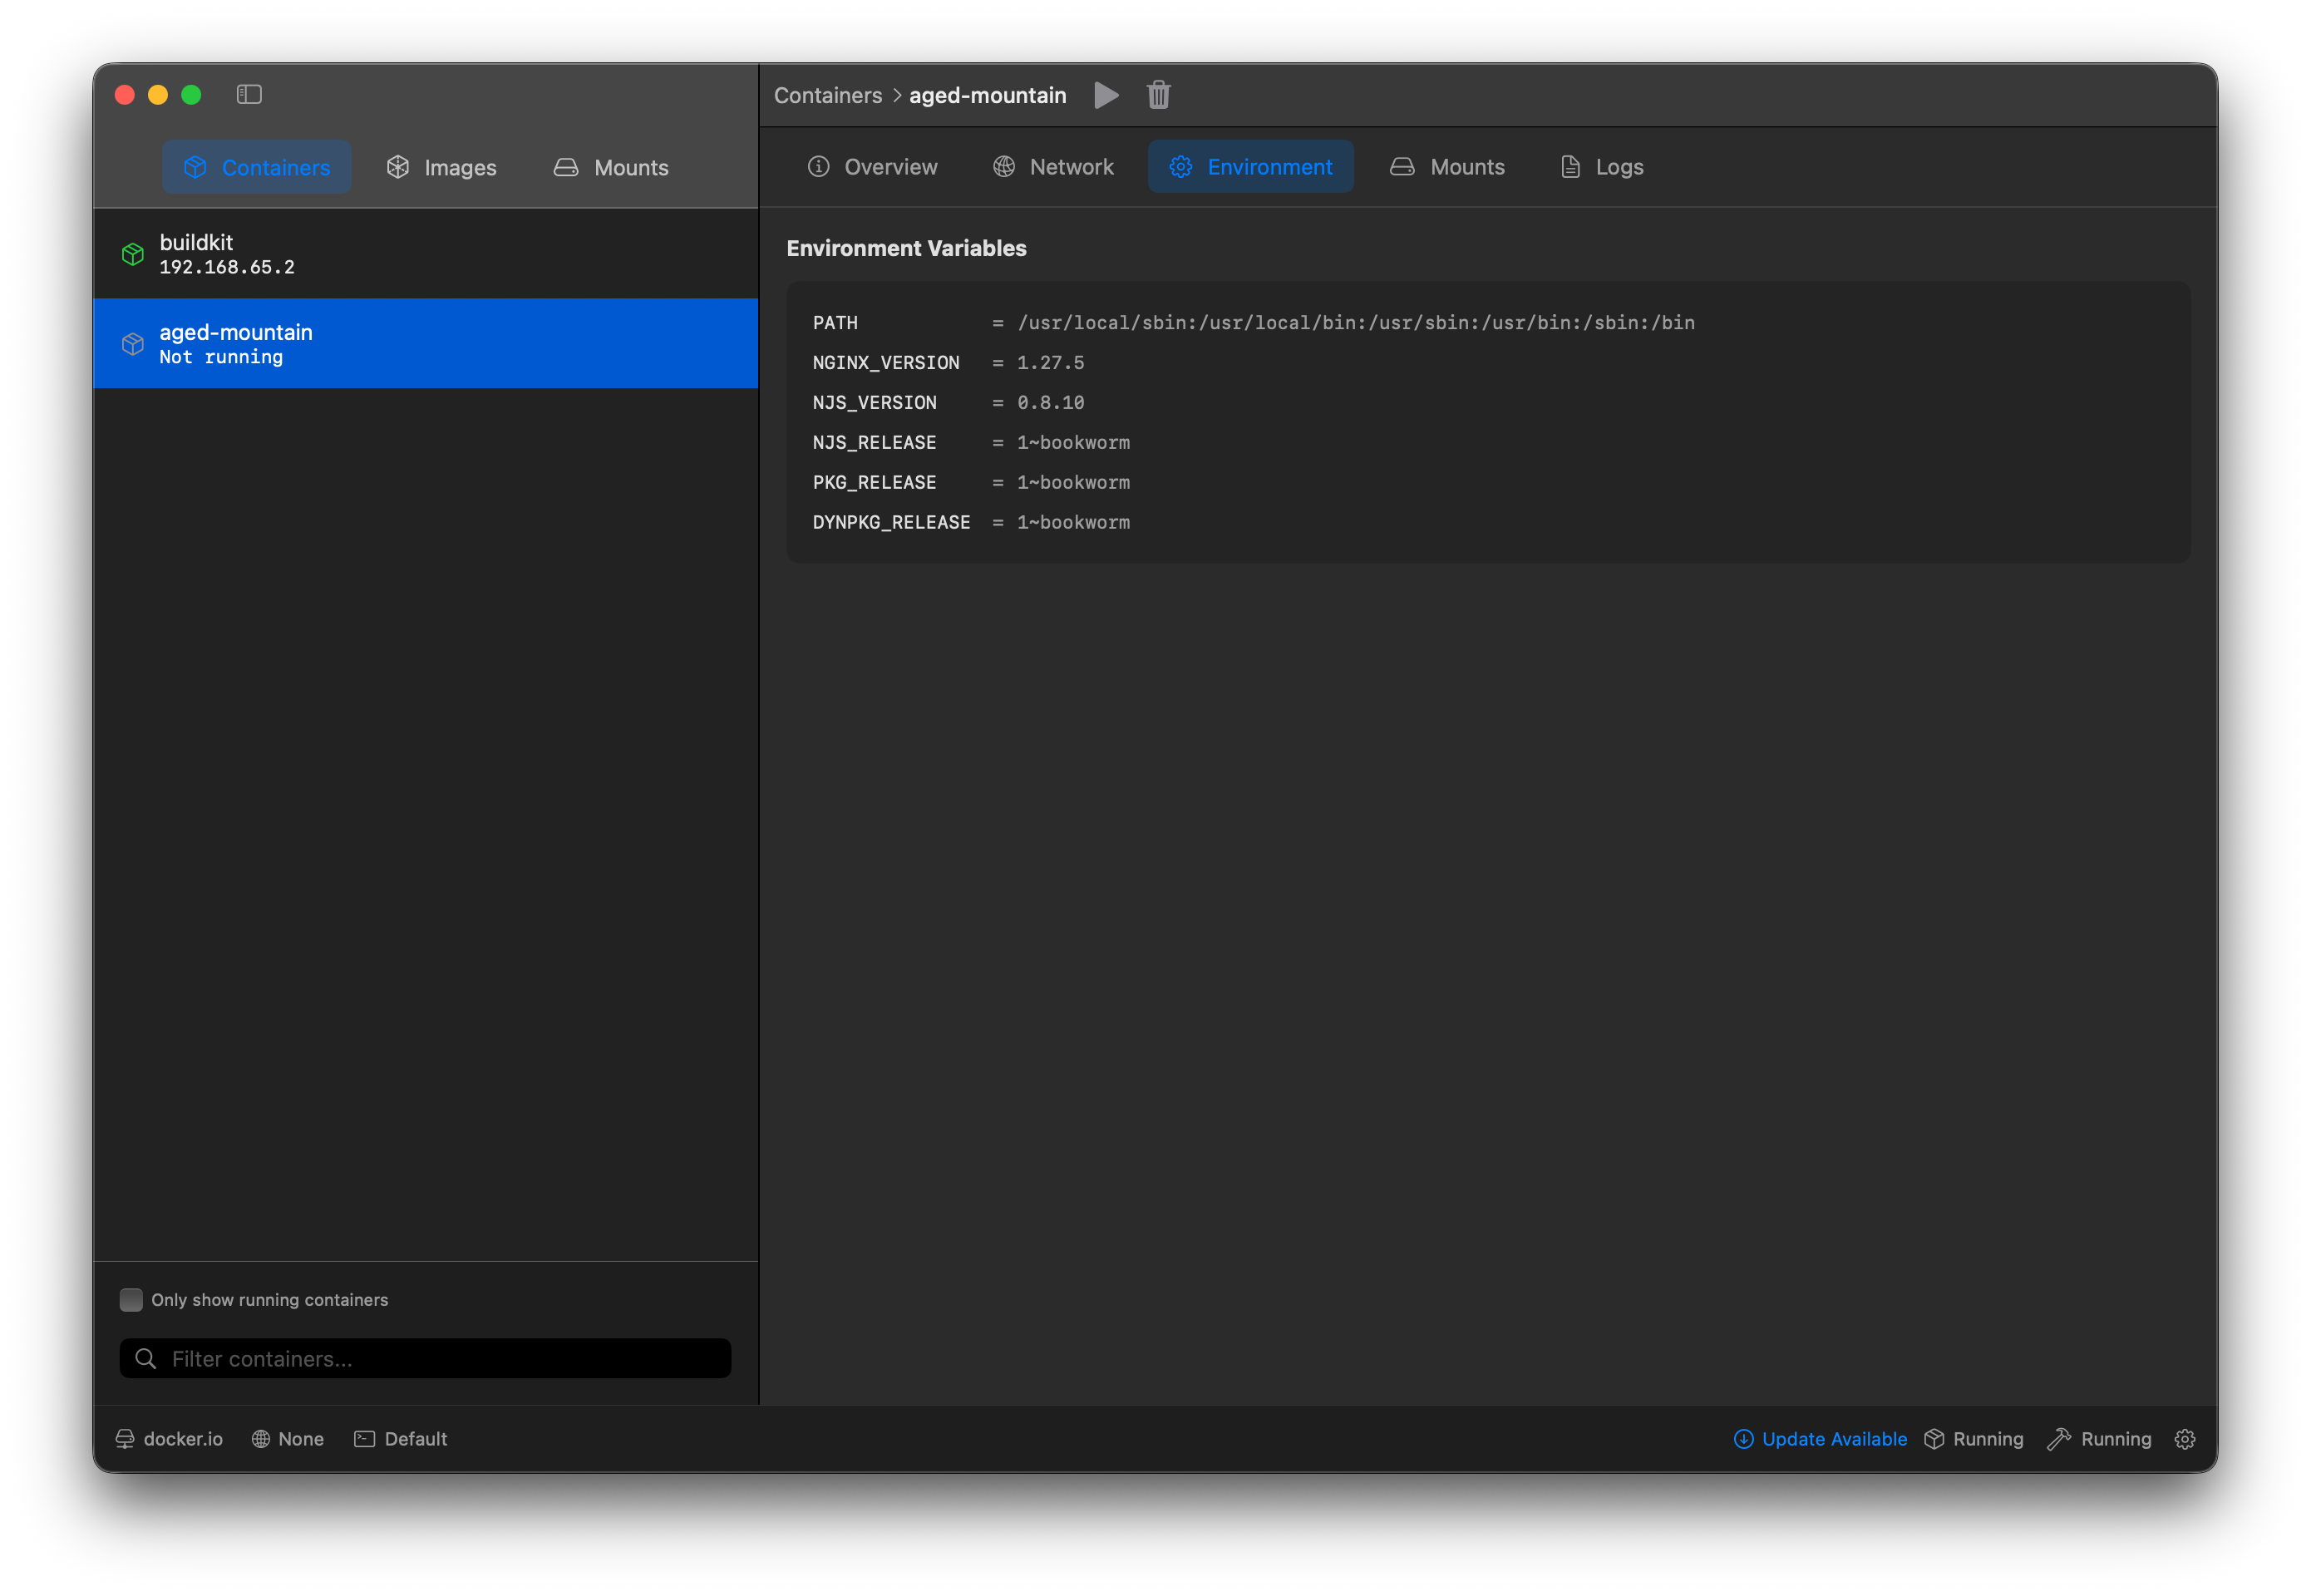 Containers > aged-mountain
Containers Images Mounts
Overview Network Environment Mounts Logs
buildkit
192.168.65.2
aged-mountain
Not running
Environment Variables
PATH = /usr/local/sbin:/usr/local/bin:/usr/sbin:/usr/bin:/sbin:/bin
NGINX_VERSION = 1.27.5
NJS_VERSION = 0.8.10
NJS_RELEASE = 1~bookworm
PKG_RELEASE = 1~bookworm
DYNPKG_RELEASE = 1~bookworm
Only show running containers
Filter containers...
docker.io None Default
Update Available Running Running